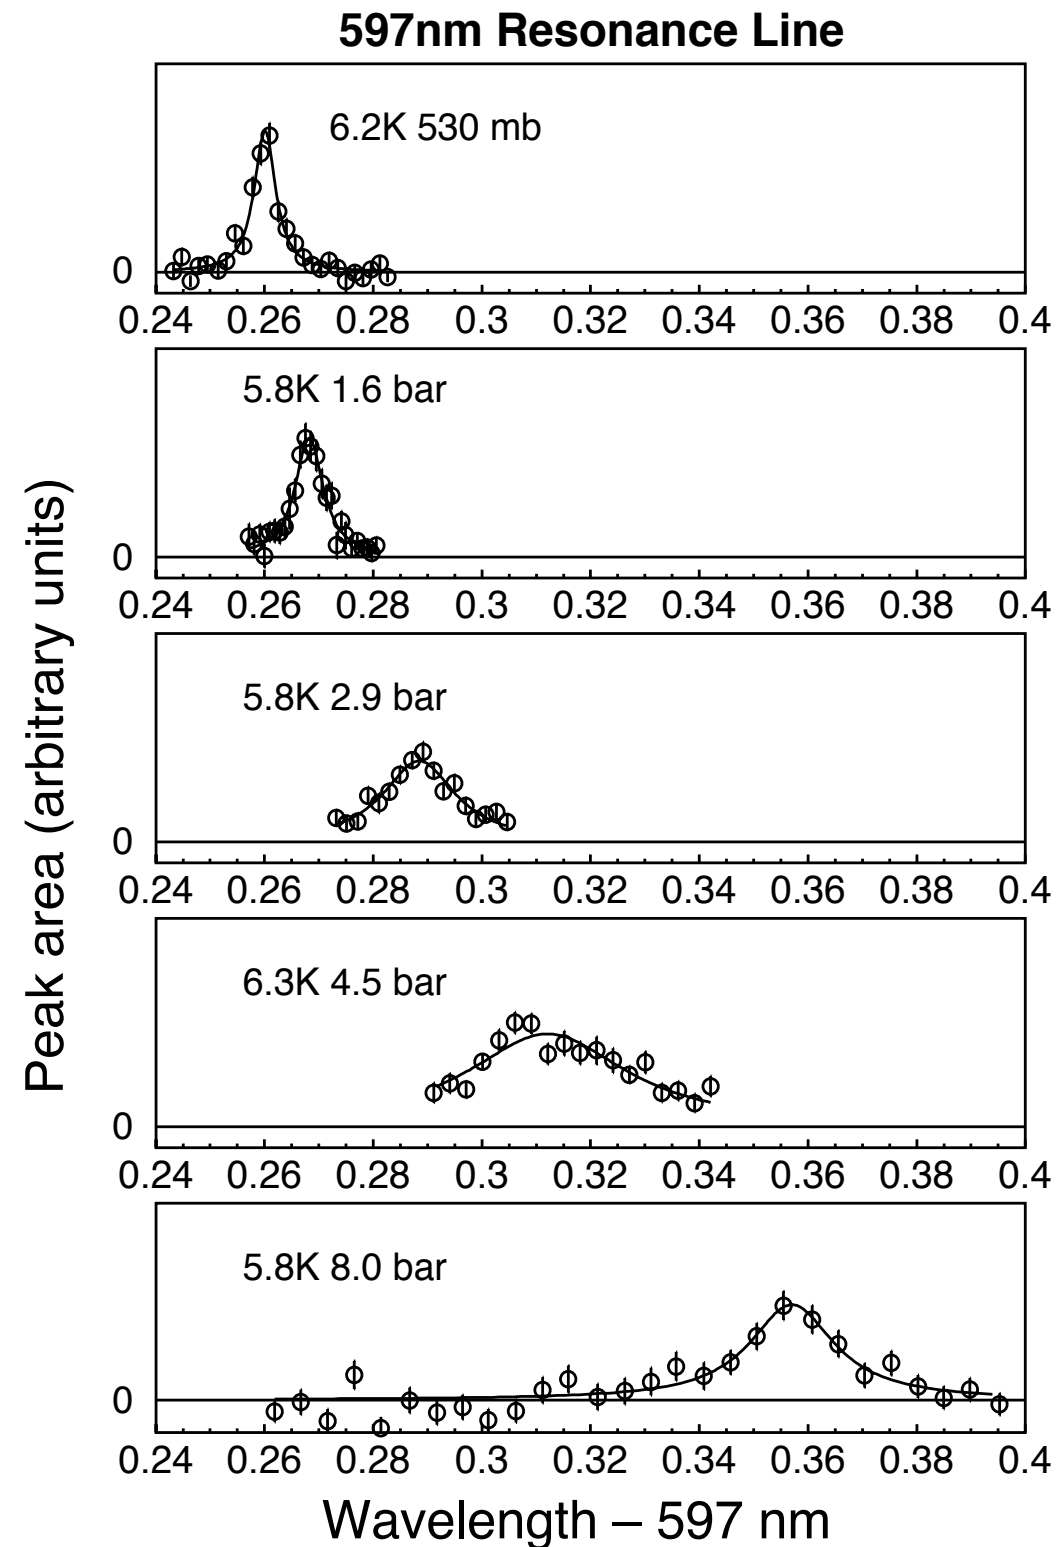 597nm Resonance Line
Peak area (arbitrary units)
6.2K 530 mb
0
0.24 0.26 0.28 0.3 0.32 0.34 0.36 0.38 0.4
5.8K 1.6 bar
0
0.24 0.26 0.28 0.3 0.32 0.34 0.36 0.38 0.4
5.8K 2.9 bar
0
0.24 0.26 0.28 0.3 0.32 0.34 0.36 0.38 0.4
6.3K 4.5 bar
0
0.24 0.26 0.28 0.3 0.32 0.34 0.36 0.38 0.4
5.8K 8.0 bar
0
0.24 0.26 0.28 0.3 0.32 0.34 0.36 0.38 0.4
Wavelength – 597 nm